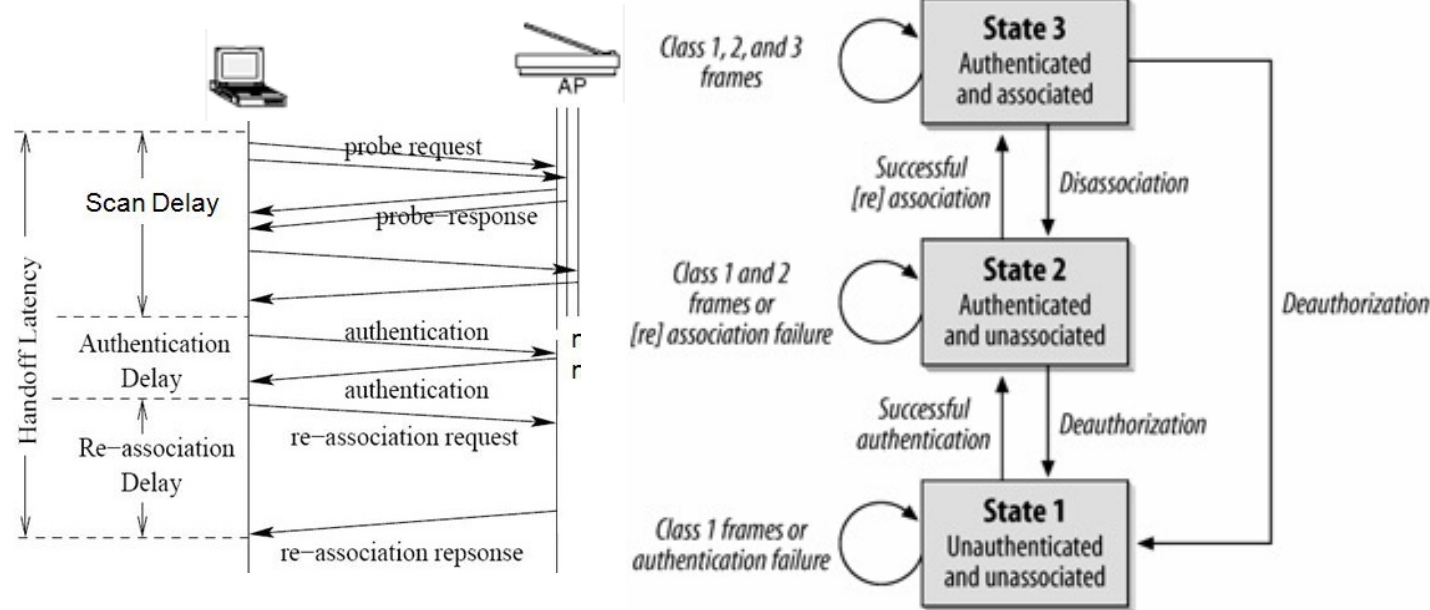 AP
probe request
Scan Delay
probe-response
Handoff Latency
authentication
Authentication
Delay
authentication
re-association request
Re-association
Delay
re-association repsonse
r
r
State 3
Authenticated
and associated
Class 1, 2, and 3
frames
Successful
[re] association
Disassociation
State 2
Authenticated
and unassociated
Class 1 and 2
frames or
[re] association failure
Deauthorization
Successful
authentication
Deauthorization
State 1
Unauthenticated
and unassociated
Class 1 frames or
authentication failure